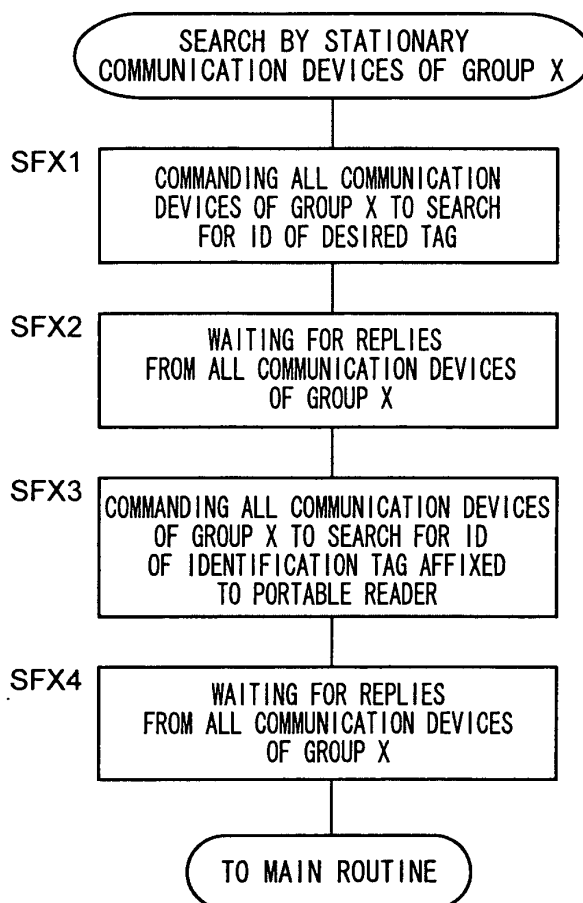 SEARCH BY STATIONARY
COMMUNICATION DEVICES OF GROUP X
SFX1
COMMANDING ALL COMMUNICATION
DEVICES OF GROUP X TO SEARCH
FOR ID OF DESIRED TAG
SFX2
WAITING FOR REPLIES
FROM ALL COMMUNICATION DEVICES
OF GROUP X
SFX3
COMMANDING ALL COMMUNICATION DEVICES
OF GROUP X TO SEARCH FOR ID
OF IDENTIFICATION TAG AFFIXED
TO PORTABLE READER
SFX4
WAITING FOR REPLIES
FROM ALL COMMUNICATION DEVICES
OF GROUP X
TO MAIN ROUTINE